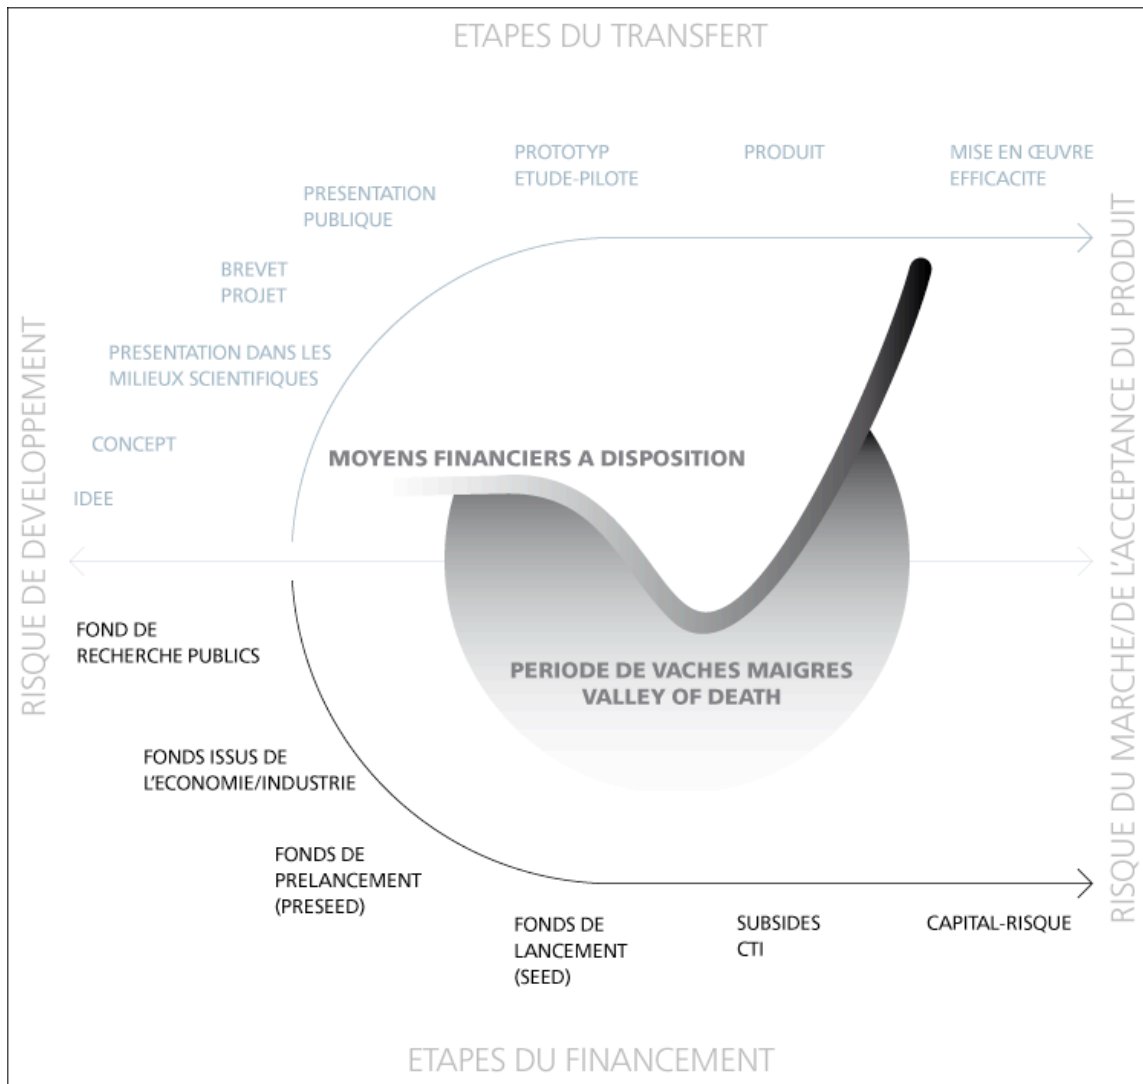 ETAPES DU TRANSFERT
PROTOTYP
ETUDE-PILOTE
PRODUIT
MISE EN ŒUVRE
EFFICACITE
PRESENTATION
PUBLIQUE
BREVET
PROJET
PRESENTATION DANS LES
MILIEUX SCIENTIFIQUES
CONCEPT
IDEE
RISQUE DE DEVELOPPEMENT
MOYENS FINANCIERS A DISPOSITION
PERIODE DE VACHES MAIGRES
VALLEY OF DEATH
RISQUE DU MARCHE/DE L'ACCEPTANCE DU PRODUIT
FOND DE
RECHERCHE PUBLICS
FONDS ISSUS DE
L'ECONOMIE/INDUSTRIE
FONDS DE
PRELANCEMENT
(PRESEED)
FONDS DE
LANCEMENT
(SEED)
SUBSIDES
CTI
CAPITAL-RISQUE
ETAPES DU FINANCEMENT